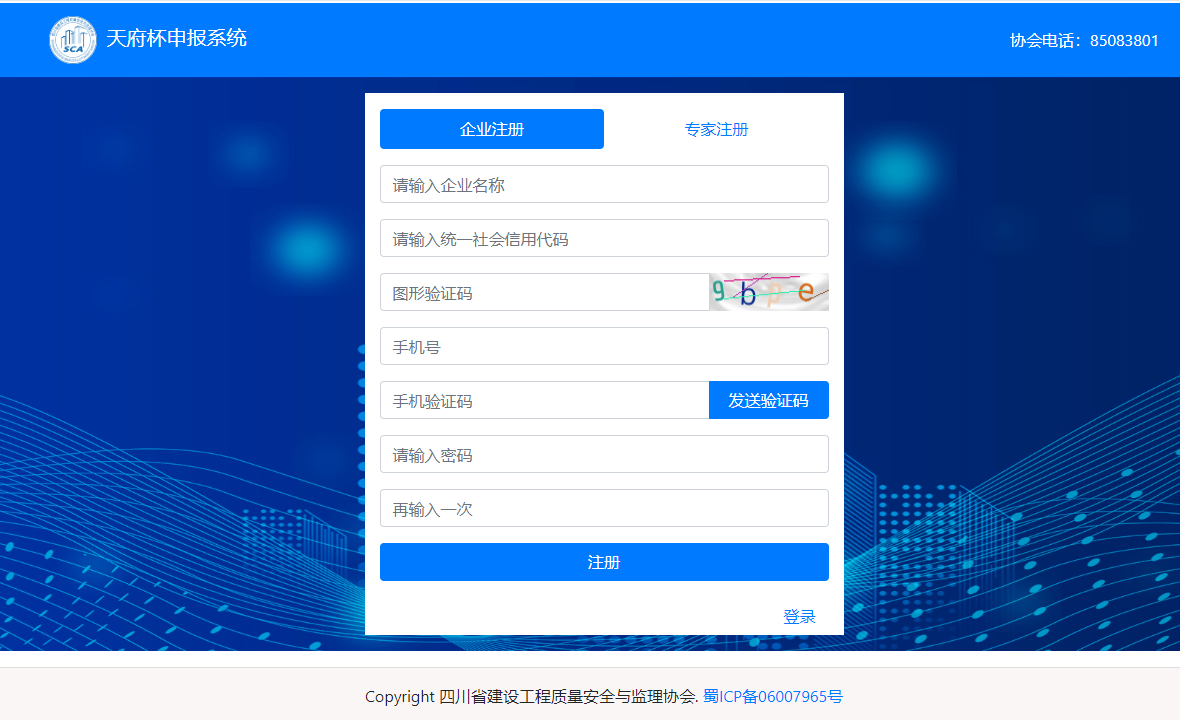 SCA
天府杯申报系统
协会电话：85083801
企业注册
专家注册
请输入企业名称
请输入统一社会信用代码
图形验证码
9bpe
手机号
手机验证码
发送验证码
请输入密码
再输入一次
注册
登录
Copyright 四川省建设工程质量安全与监理协会. 蜀ICP备06007965号